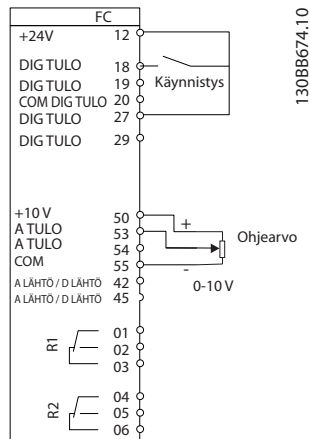 FC
+24V 12
DIG TULO 18
DIG TULO 19
COM DIG TULO 20
DIG TULO 27
DIG TULO 29
Käynnistys
+10 V 50
A TULO 53
A TULO 54
COM 55
A LÄHTÖ / D LÄHTÖ 42
A LÄHTÖ / D LÄHTÖ 45
+
-
Ohjearvo
0-10 V
R1
01
02
03
R2
04
05
06
130BB674.10